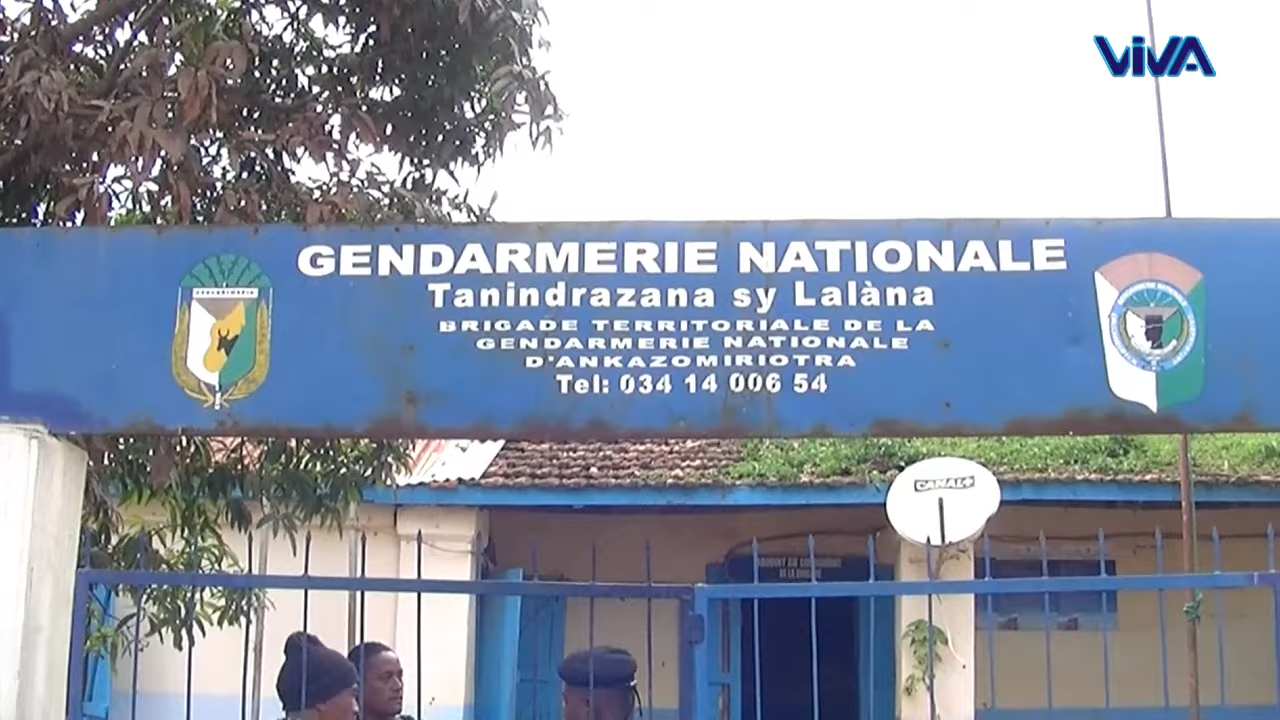 VIVA
GENDARMERIE NATIONALE
Tanindrazana sy Lalàna
BRIGADE TERRITORIALE DE LA
GENDARMERIE NATIONALE
D'ANKAZOMIRIOTRA
Tel: 034 14 006 54
CANAL+